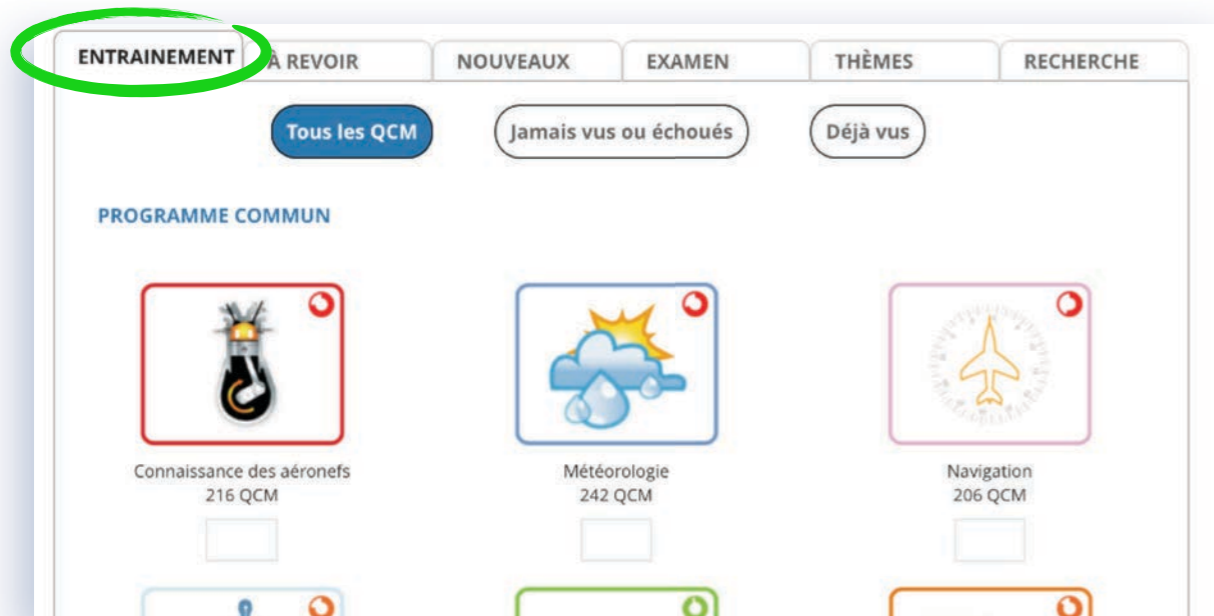 ENTRAINEMENT À REVOIR NOUVEAUX EXAMEN THÈMES RECHERCHE
Tous les QCM Jamais vus ou échoués Déjà vus
PROGRAMME COMMUN
Connaissance des aéronefs
216 QCM
Météorologie
242 QCM
Navigation
206 QCM